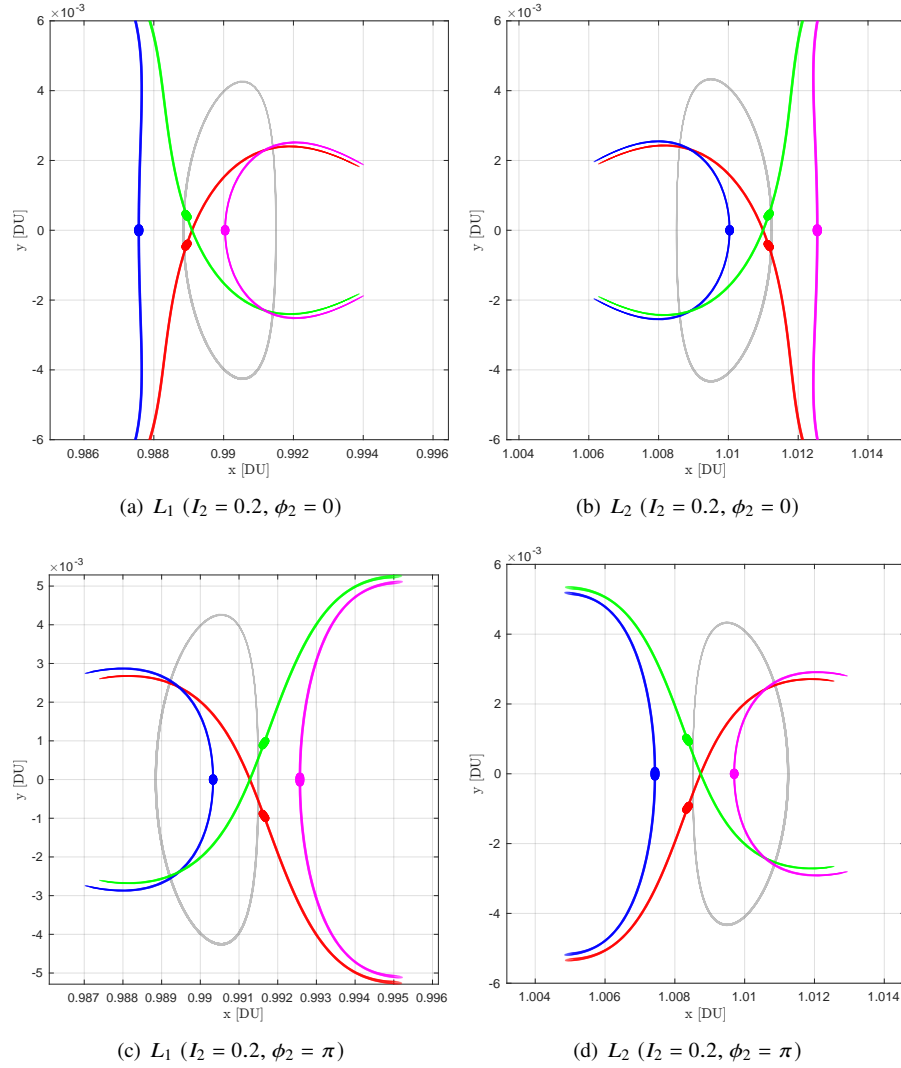 ×10⁻³
6
4
2
0
-2
-4
-6
y [DU]
0.986 0.988 0.99 0.992 0.994 0.996
x [DU]
(a) L₁ (I₂ = 0.2, ϕ₂ = 0)
×10⁻³
6
4
2
0
-2
-4
-6
y [DU]
1.004 1.006 1.008 1.01 1.012 1.014
x [DU]
(b) L₂ (I₂ = 0.2, ϕ₂ = 0)
×10⁻³
5
4
3
2
1
0
-1
-2
-3
-4
-5
y [DU]
0.987 0.988 0.989 0.99 0.991 0.992 0.993 0.994 0.995 0.996
x [DU]
(c) L₁ (I₂ = 0.2, ϕ₂ = π)
×10⁻³
6
4
2
0
-2
-4
-6
y [DU]
1.004 1.006 1.008 1.01 1.012 1.014
x [DU]
(d) L₂ (I₂ = 0.2, ϕ₂ = π)